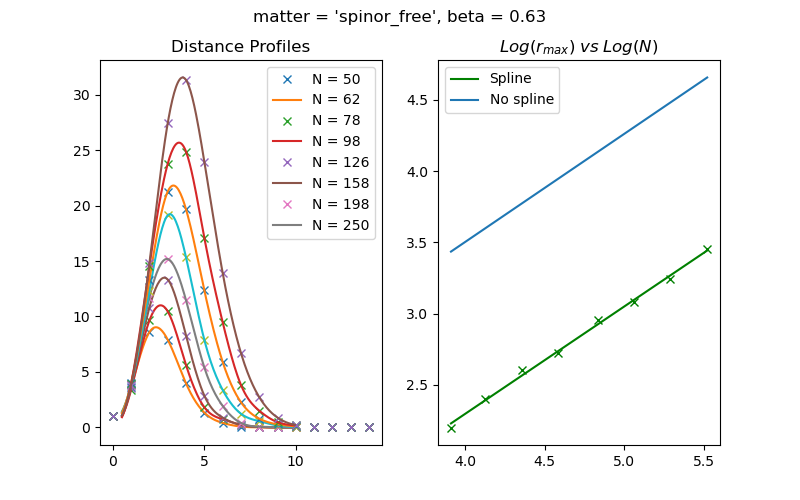 matter = 'spinor_free', beta = 0.63
Distance Profiles
30
25
20
15
10
5
0
0
5
10
N = 50
N = 62
N = 78
N = 98
N = 126
N = 158
N = 198
N = 250
Log(r_max) vs Log(N)
4.5
4.0
3.5
3.0
2.5
4.0
4.5
5.0
5.5
Spline
No spline